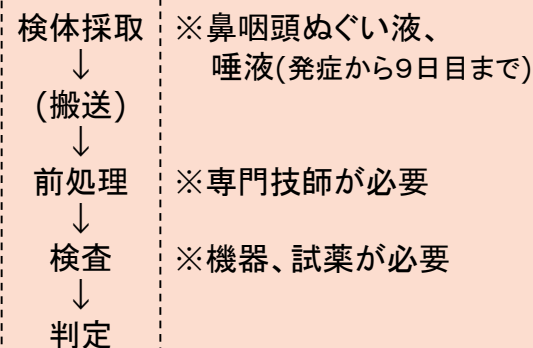 検体採取 ※鼻咽頭ぬぐい液、
↓ 唾液(発症から9日目まで)
(搬送)
↓
前処理 ※専門技師が必要
↓
検査 ※機器、試薬が必要
↓
判定